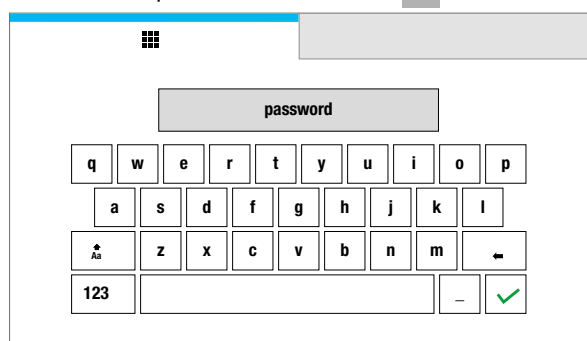 password
q w e r t y u i o p
a s d f g h j k l
Aa z x c v b n m
123 _